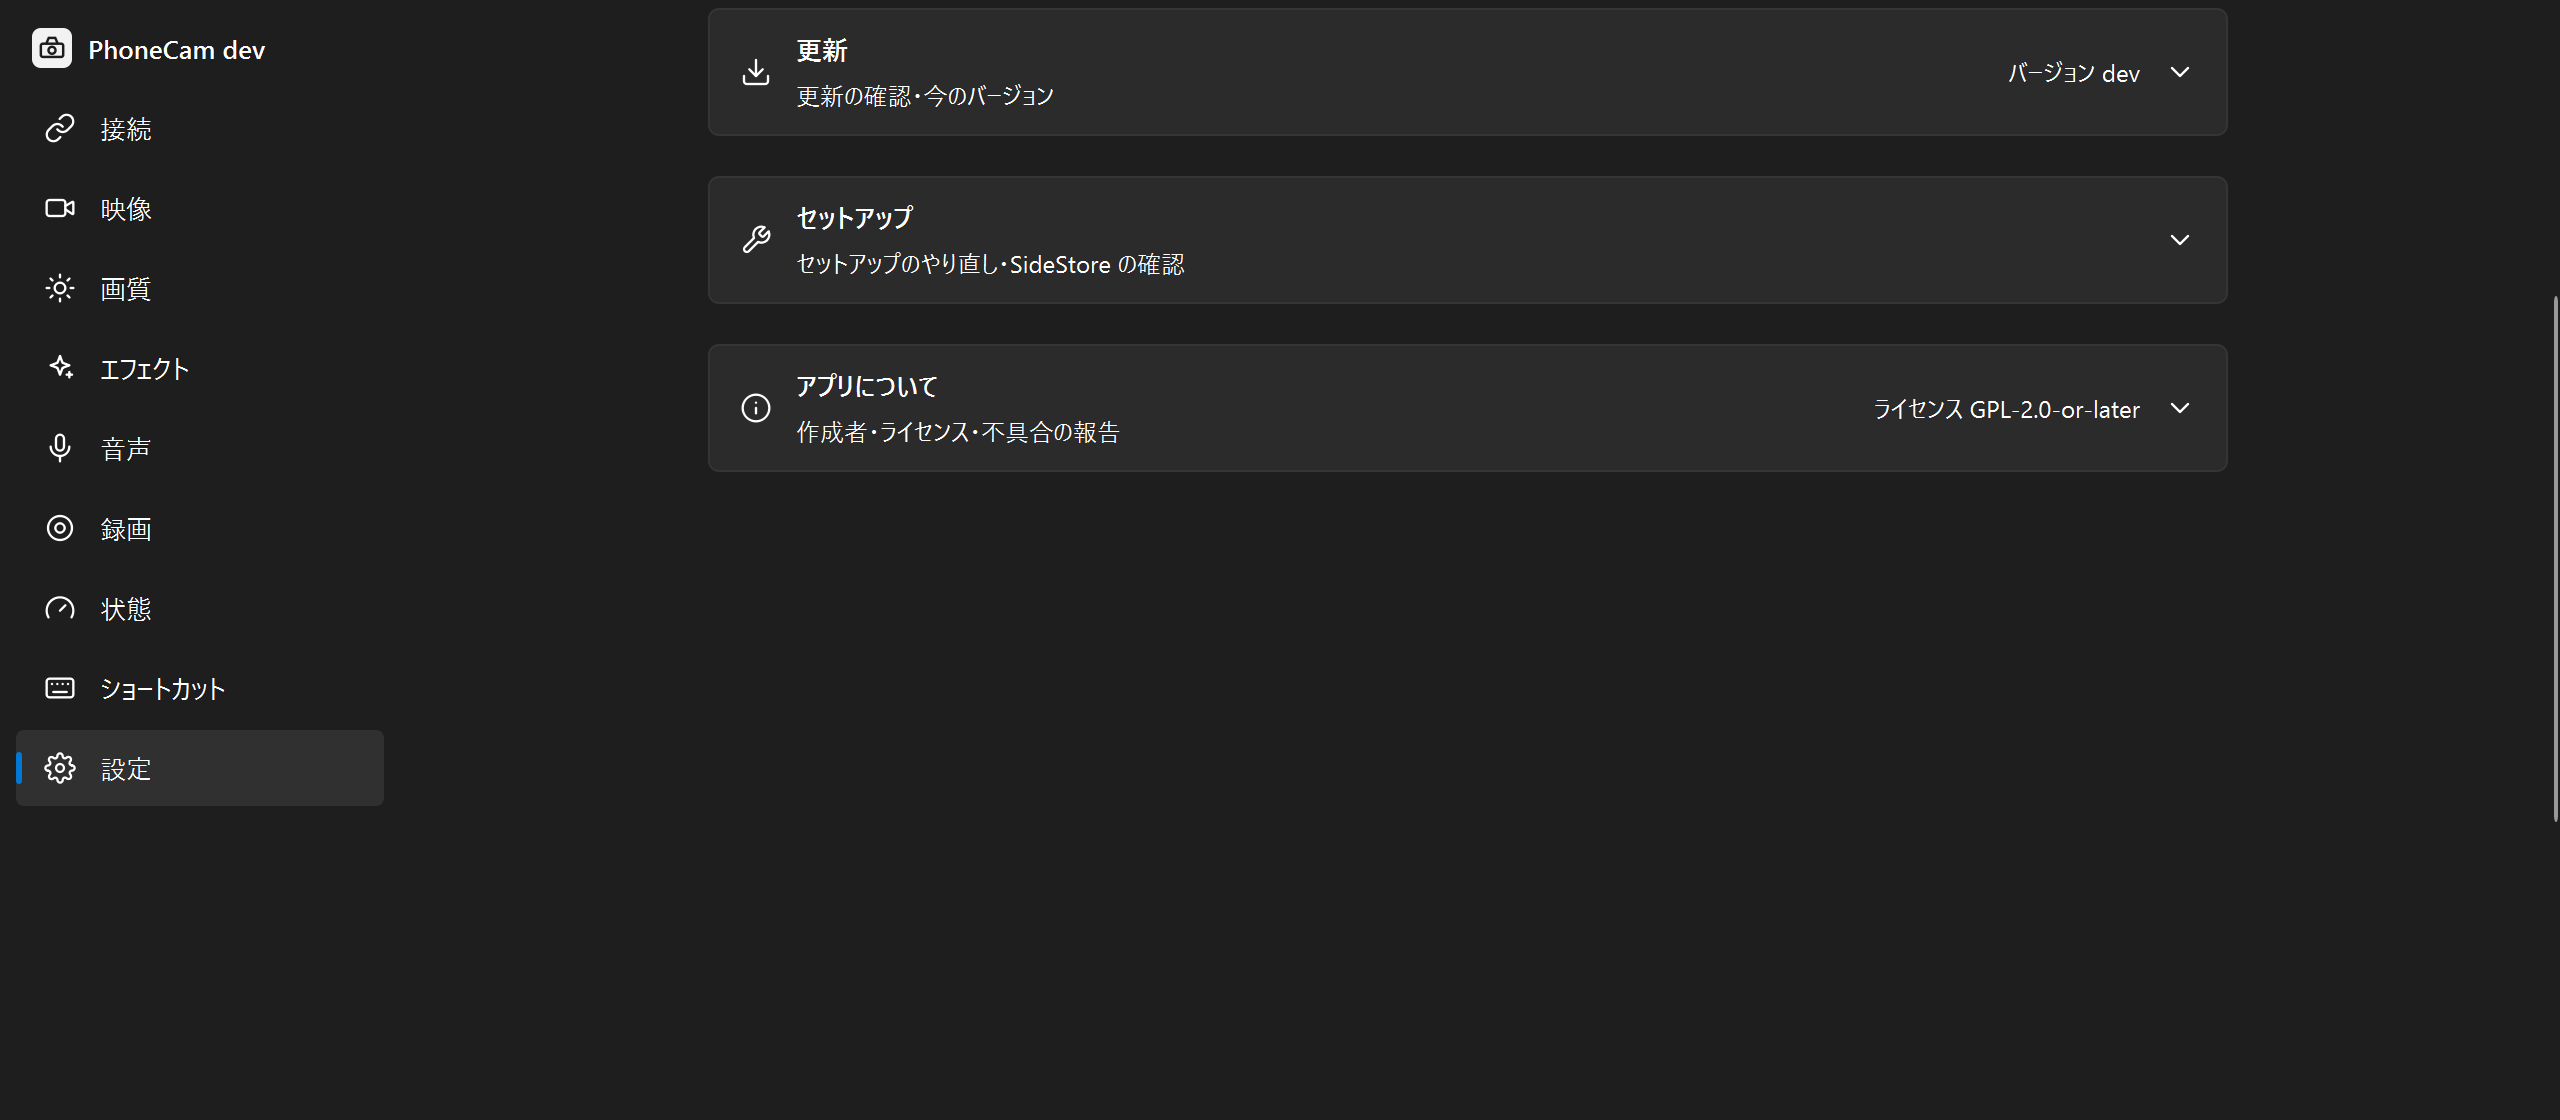 PhoneCam dev
接続
映像
画質
エフェクト
音声
録画
状態
ショートカット
設定
更新
更新の確認・今のバージョン
バージョン dev
セットアップ
セットアップのやり直し・SideStore の確認
アプリについて
作成者・ライセンス・不具合の報告
ライセンス GPL-2.0-or-later